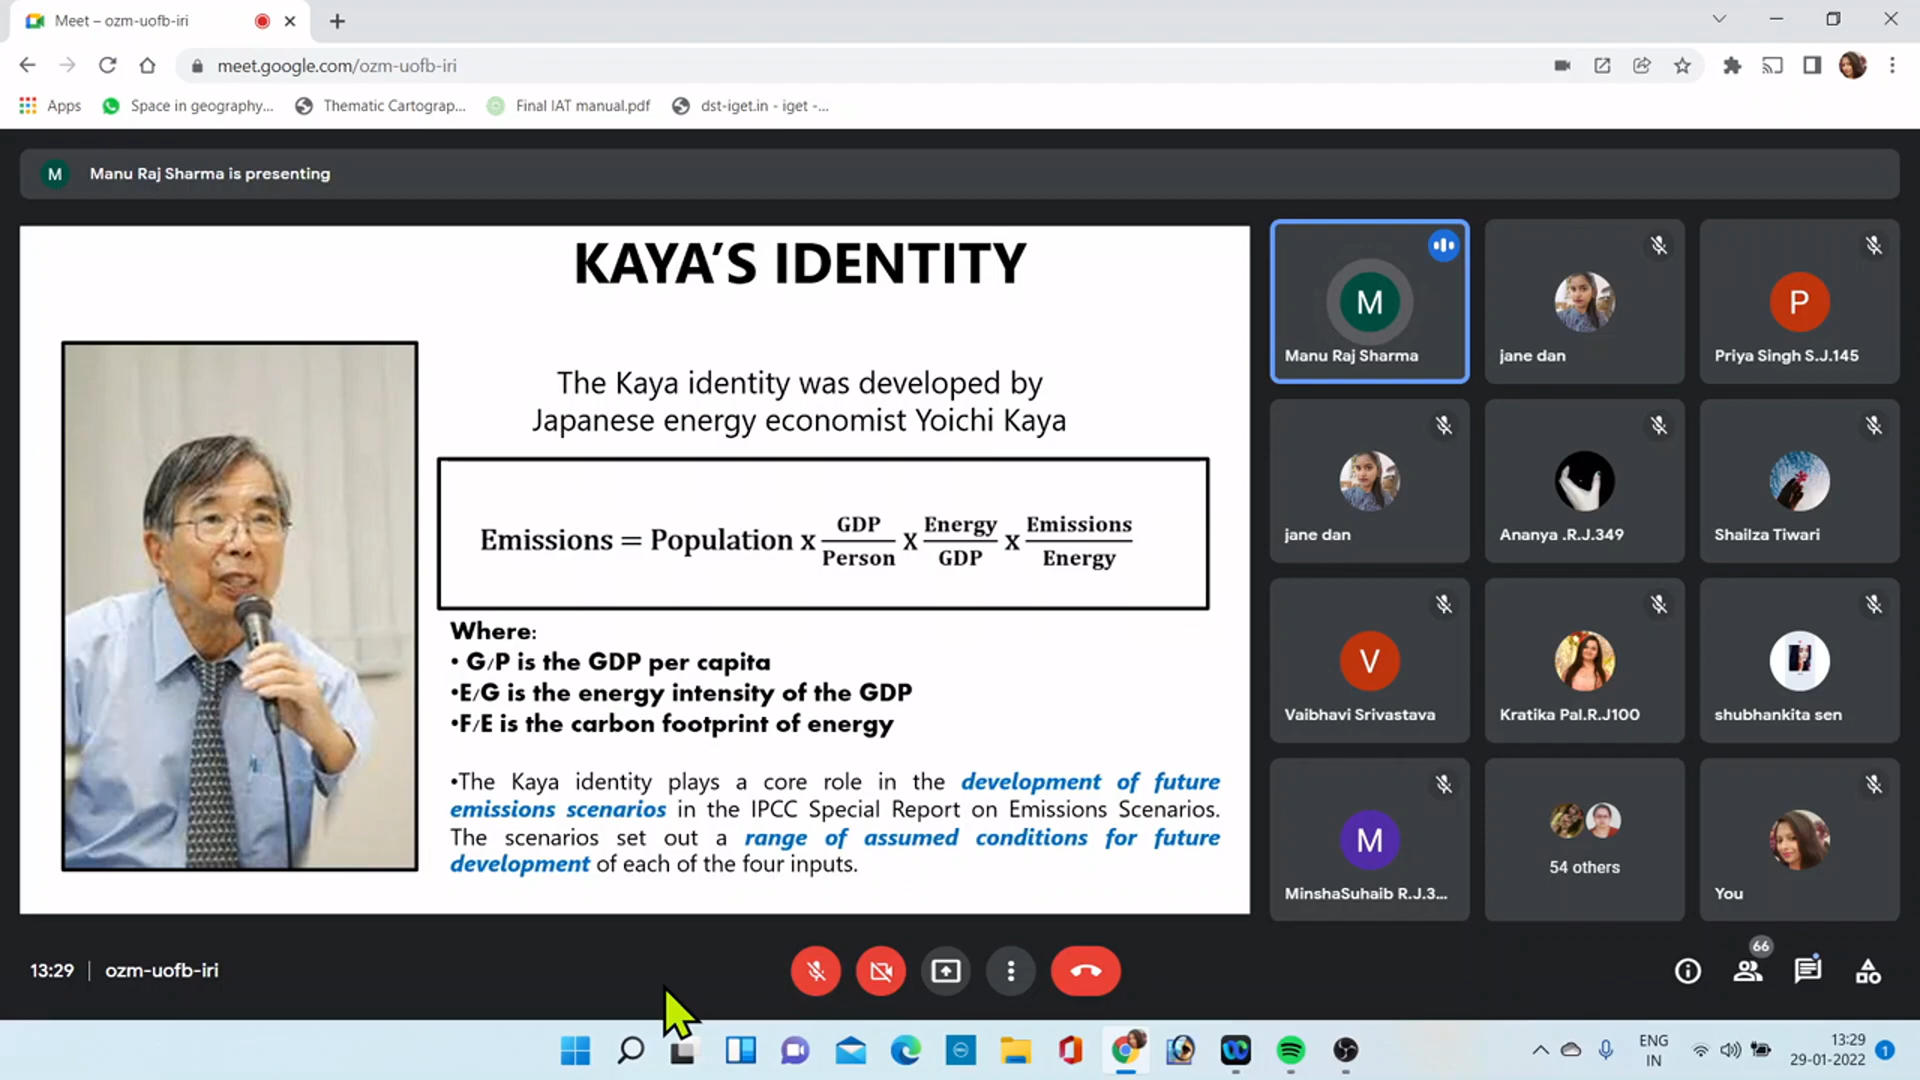 Meet – ozm-uofb-iri
meet.google.com/ozm-uofb-iri
Apps
Space in geography...
Thematic Cartograp...
Final IAT manual.pdf
dst-iget.in - iget -...
M
Manu Raj Sharma is presenting
KAYA’S IDENTITY
The Kaya identity was developed by
Japanese energy economist Yoichi Kaya
Emissions = Population x GDP/Person x Energy/GDP x Emissions/Energy
Where:
• G/P is the GDP per capita
•E/G is the energy intensity of the GDP
•F/E is the carbon footprint of energy
•The Kaya identity plays a core role in the development of future
emissions scenarios in the IPCC Special Report on Emissions Scenarios.
The scenarios set out a range of assumed conditions for future
development of each of the four inputs.
M
Manu Raj Sharma
jane dan
P
Priya Singh S.J.145
jane dan
Ananya .R.J.349
Shailza Tiwari
V
Vaibhavi Srivastava
Kratika Pal.R.J100
shubhankita sen
M
MinshaSuhaib R.J.3...
54 others
You
13:29 | ozm-uofb-iri
66
ENG
IN
13:29
29-01-2022
1